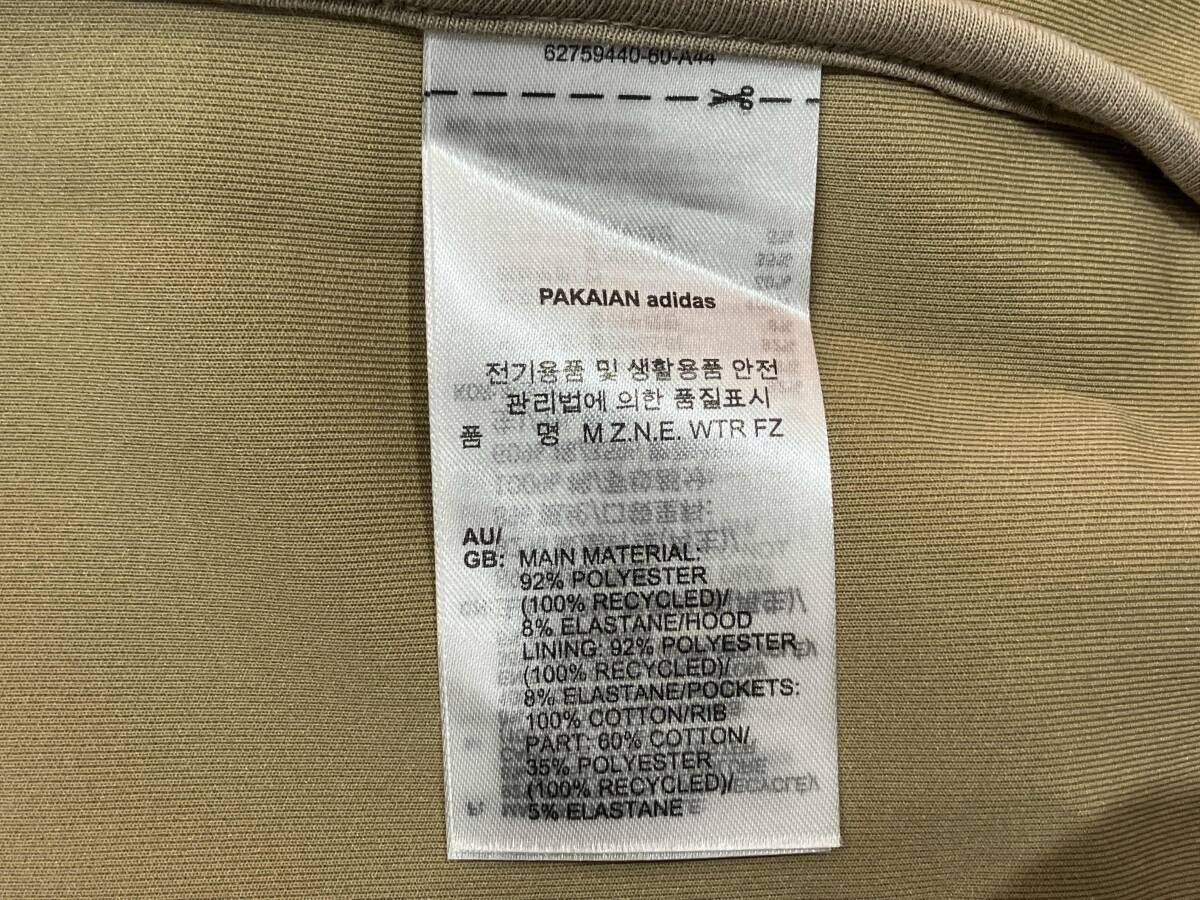 62759440-60-A44
PAKAIAN adidas
전기용품 및 생활용품 안전
관리법에 의한 품질표시
품 명 M Z.N.E. WTR FZ
AU/
GB: MAIN MATERIAL:
92% POLYESTER
(100% RECYCLED)/
8% ELASTANE/HOOD
LINING: 92% POLYESTER
(100% RECYCLED)/
8% ELASTANE/POCKETS:
100% COTTON/RIB
PART: 60% COTTON/
35% POLYESTER
(100% RECYCLED)/
5% ELASTANE